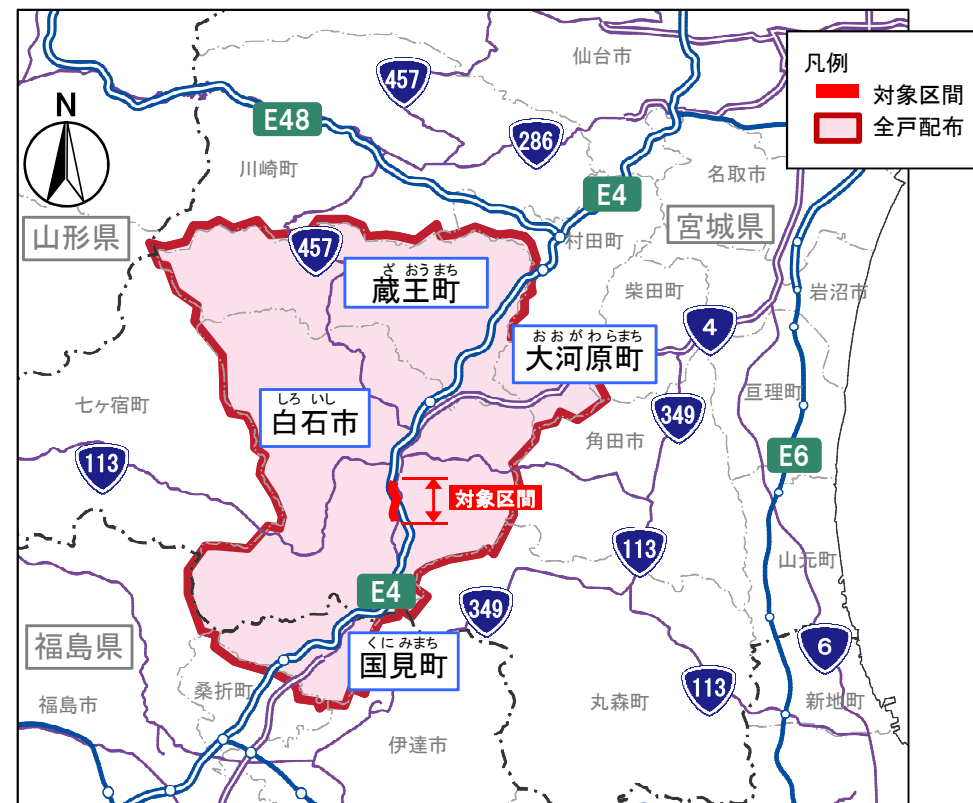 仙台市
凡例
対象区間
全戸配布
457
N
E48
286
川崎町
名取市
E4
山形県
宮城県
村田町
457
ざおうまち
蔵王町
柴田町
岩沼市
4
おおがわらまち
大河原町
亘理町
七ヶ宿町
しろいし
白石市
349
角田市
113
E6
対象区間
113
山元町
E4
349
くにみまち
国見町
福島県
6
桑折町
113
福島市
丸森町
新地町
伊達市